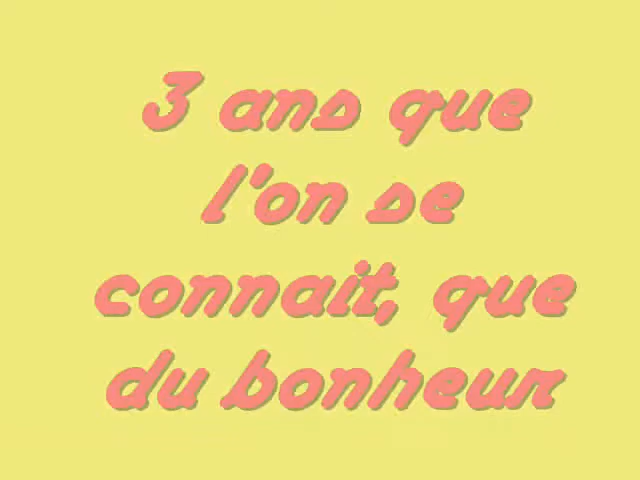 3 ans que
l'on se
connait, que
du bonheur